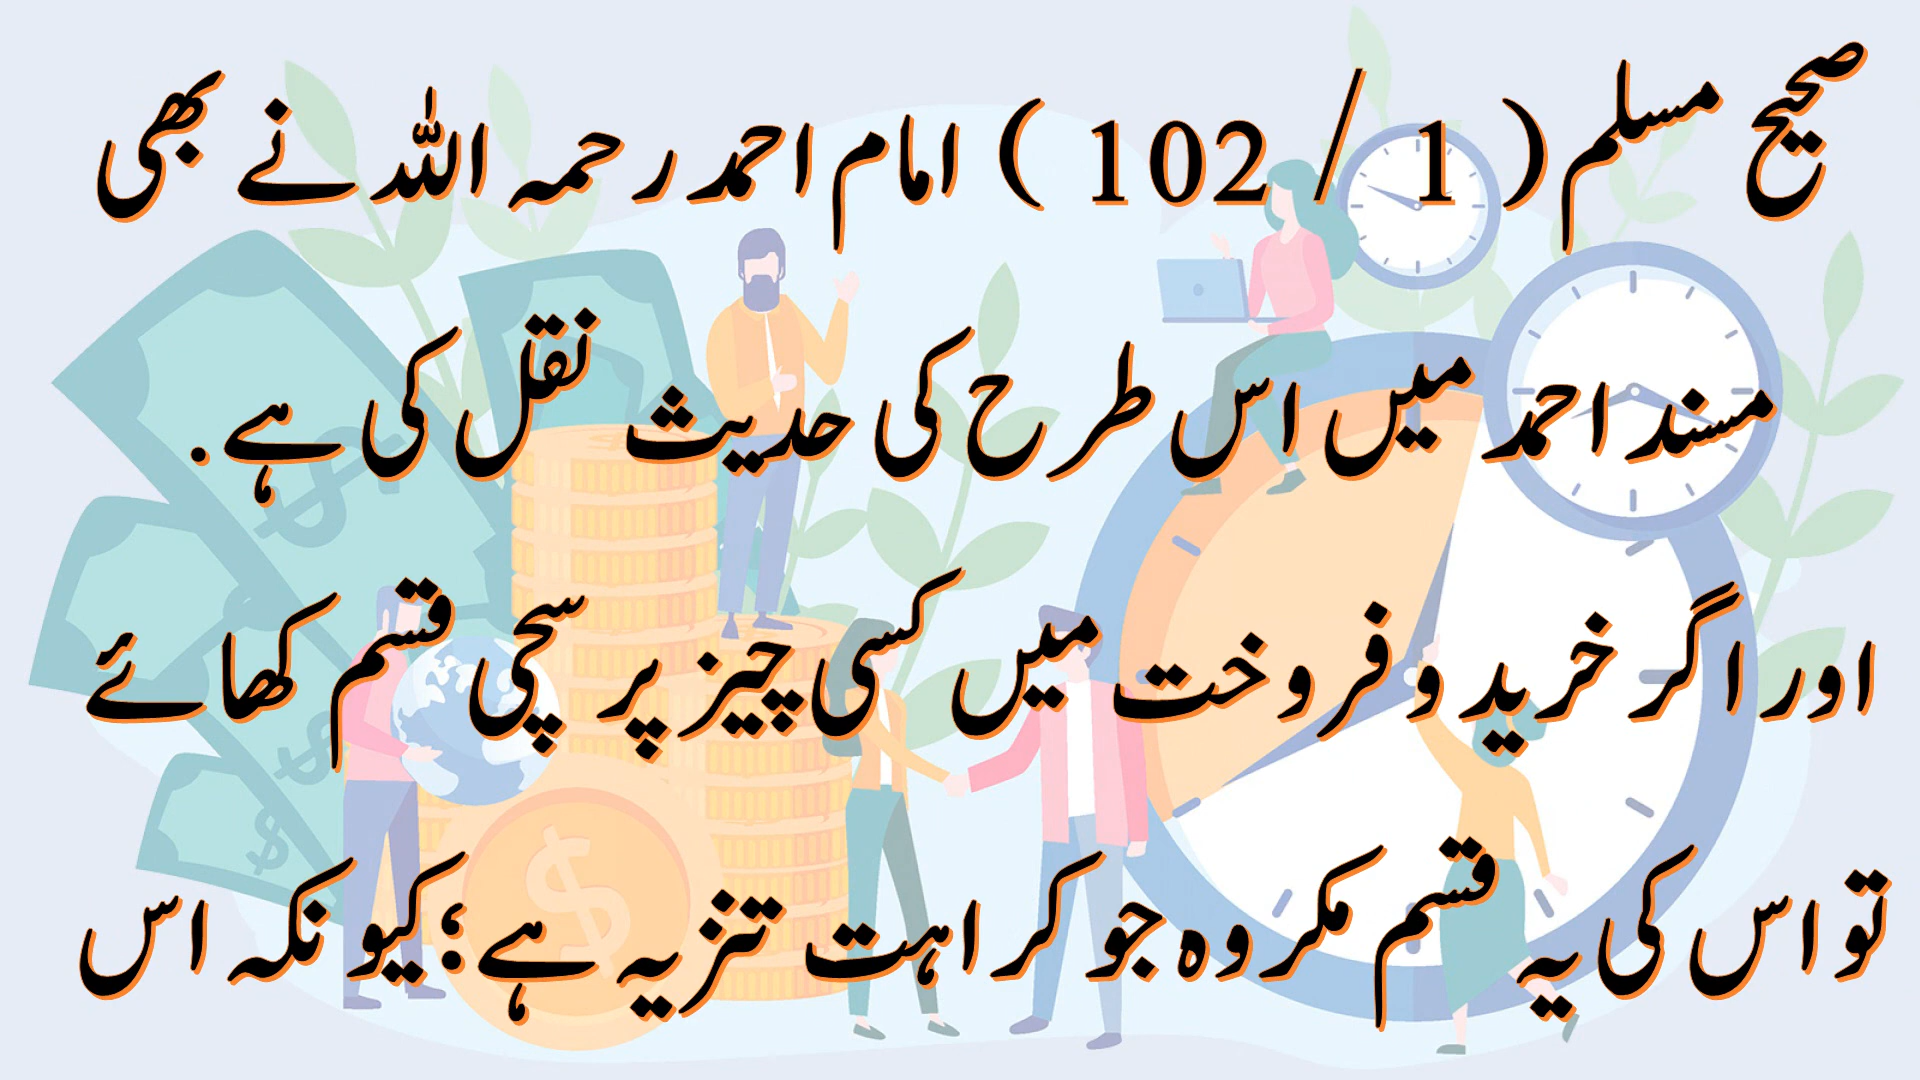 صحیح مسلم ( 1 / 102 ) امام احمد رحمہ اللہ نے بھی
مسند احمد میں اس طرح کی حدیث نقل کی ہے .
اور اگر خرید و فروخت میں کسی چیز پر سچی قسم کھائے
تو اس کی یہ قسم مکروہ جو کراہت تنزیہ ہے ؛ کیونکہ اس